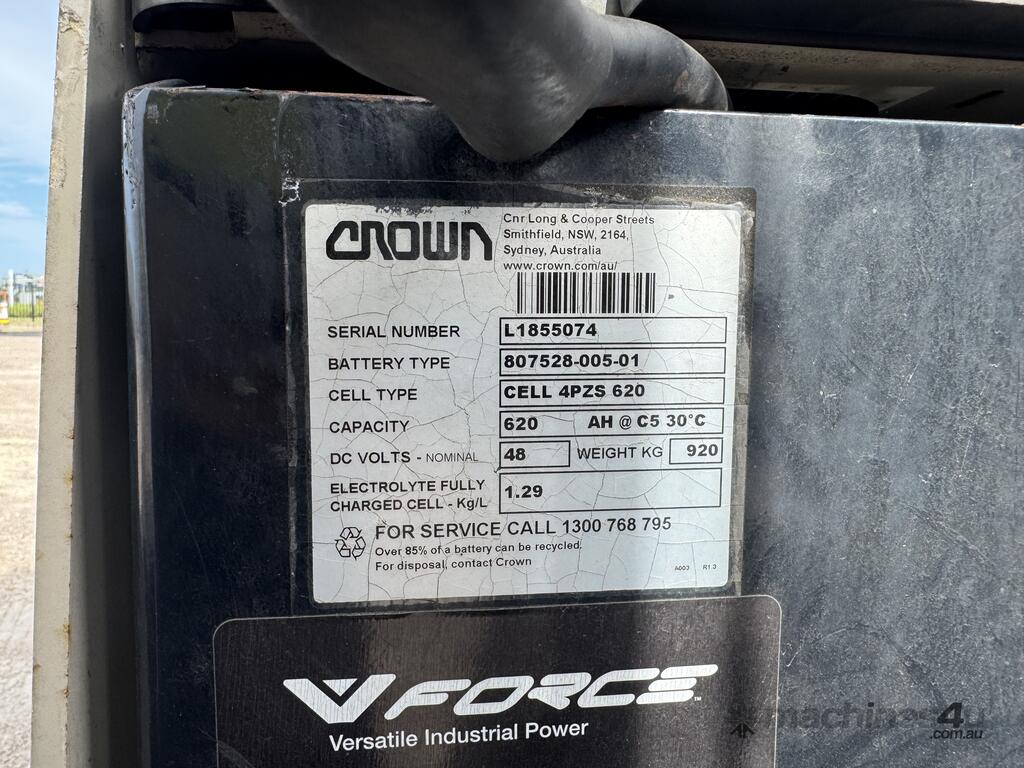 CROWN
Cnr Long & Cooper Streets
Smithfield, NSW, 2164,
Sydney, Australia
www.crown.com/au/
SERIAL NUMBER L1855074
BATTERY TYPE 807528-005-01
CELL TYPE CELL 4PZS 620
CAPACITY 620 AH @ C5 30°C
DC VOLTS - NOMINAL 48 WEIGHT KG 920
ELECTROLYTE FULLY
CHARGED CELL - Kg/L 1.29
FOR SERVICE CALL 1300 768 795
Over 85% of a battery can be recycled.
For disposal, contact Crown
A003 R1.3
V FORCE™
Versatile Industrial Power
machines4u
.com.au